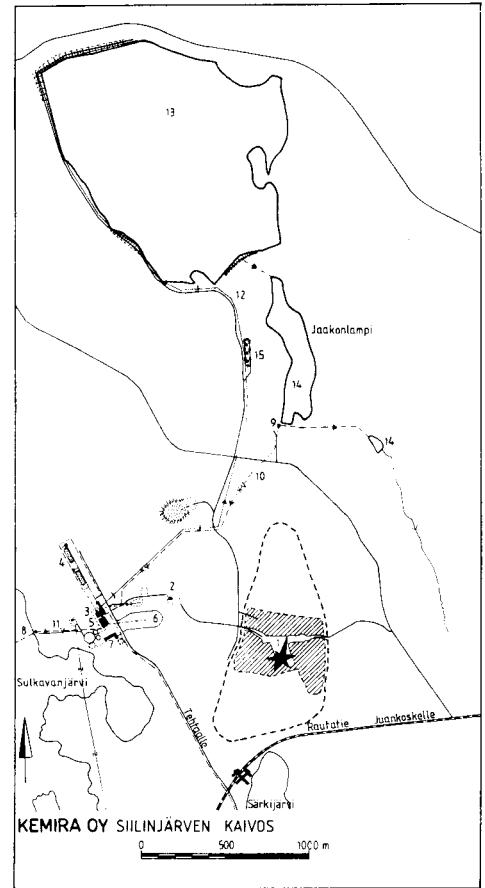 13
12
Jaakonlampi
15
14
9
14
10
4
2
3
5
6
11
8
7
Sulkavanjärvi
Tehtaalle
Rautatie Juankoskelle
Särkijärvi
KEMIRA OY SIILINJÄRVEN KAIVOS
0 500 1000 m